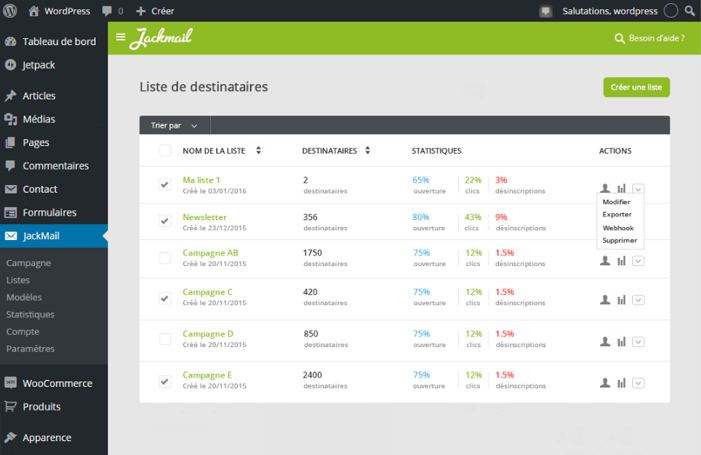 WordPress 0 Créer Salutations, wordpress
Tableau de bord
Jetpack
Articles
Médias
Pages
Commentaires
Contact
Formulaires
JackMail
Campagne
Listes
Modèles
Statistiques
Compte
Paramètres
WooCommerce
Produits
Apparence
Jackmail Besoin d'aide ?
Liste de destinataires Créer une liste
Trier par
NOM DE LA LISTE DESTINATAIRES STATISTIQUES ACTIONS
Ma liste 1 2 65% 22% 3%
Créé le 03/01/2016 destinataires ouverture clics désinscriptions
Modifier
Exporter
Webhook
Supprimer
Newsletter 356 80% 43% 9%
Créé le 23/12/2015 destinataires ouverture clics désinscriptions
Campagne AB 1750 75% 12% 1.5%
Créé le 20/11/2015 destinataires ouverture clics désinscriptions
Campagne C 420 75% 12% 1.5%
Créé le 20/11/2015 destinataires ouverture clics désinscriptions
Campagne D 850 75% 12% 1.5%
Créé le 20/11/2015 destinataires ouverture clics désinscriptions
Campagne E 2400 75% 12% 1.5%
Créé le 20/11/2015 destinataires ouverture clics désinscriptions